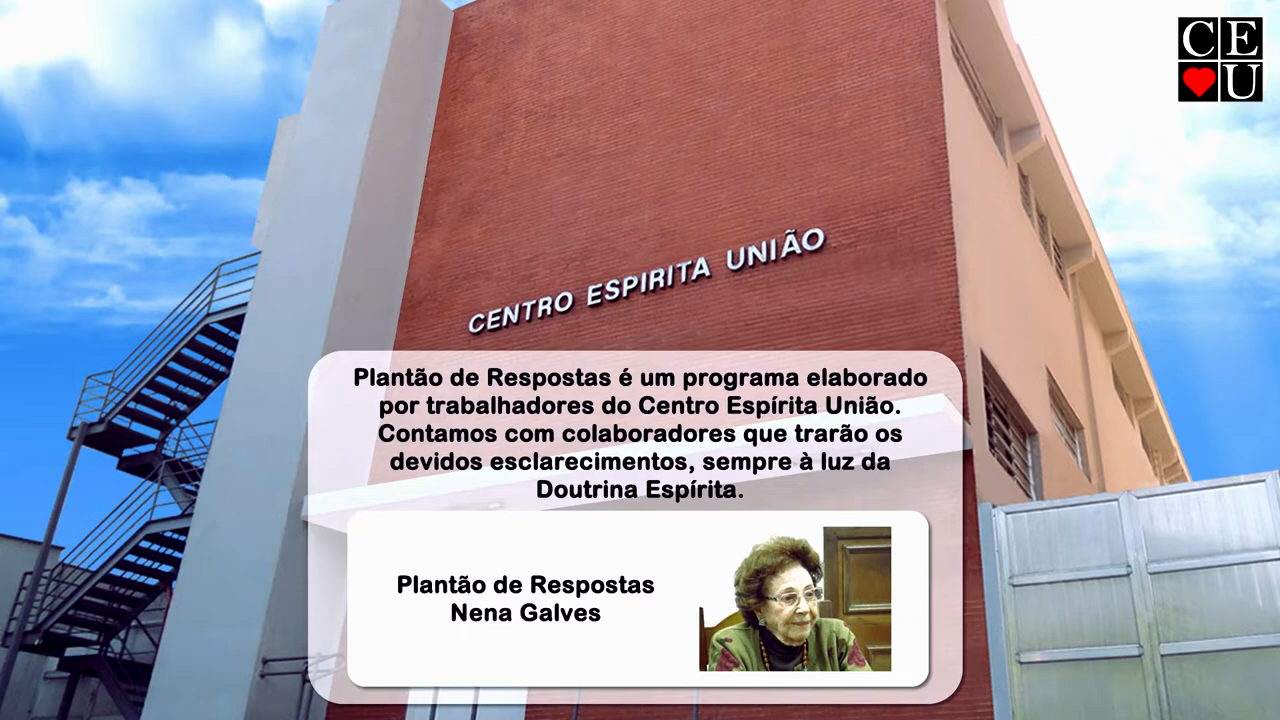 CE
U
CENTRO ESPIRITA UNIÃO
Plantão de Respostas é um programa elaborado
por trabalhadores do Centro Espírita União.
Contamos com colaboradores que trarão os
devidos esclarecimentos, sempre à luz da
Doutrina Espírita.
Plantão de Respostas
Nena Galves